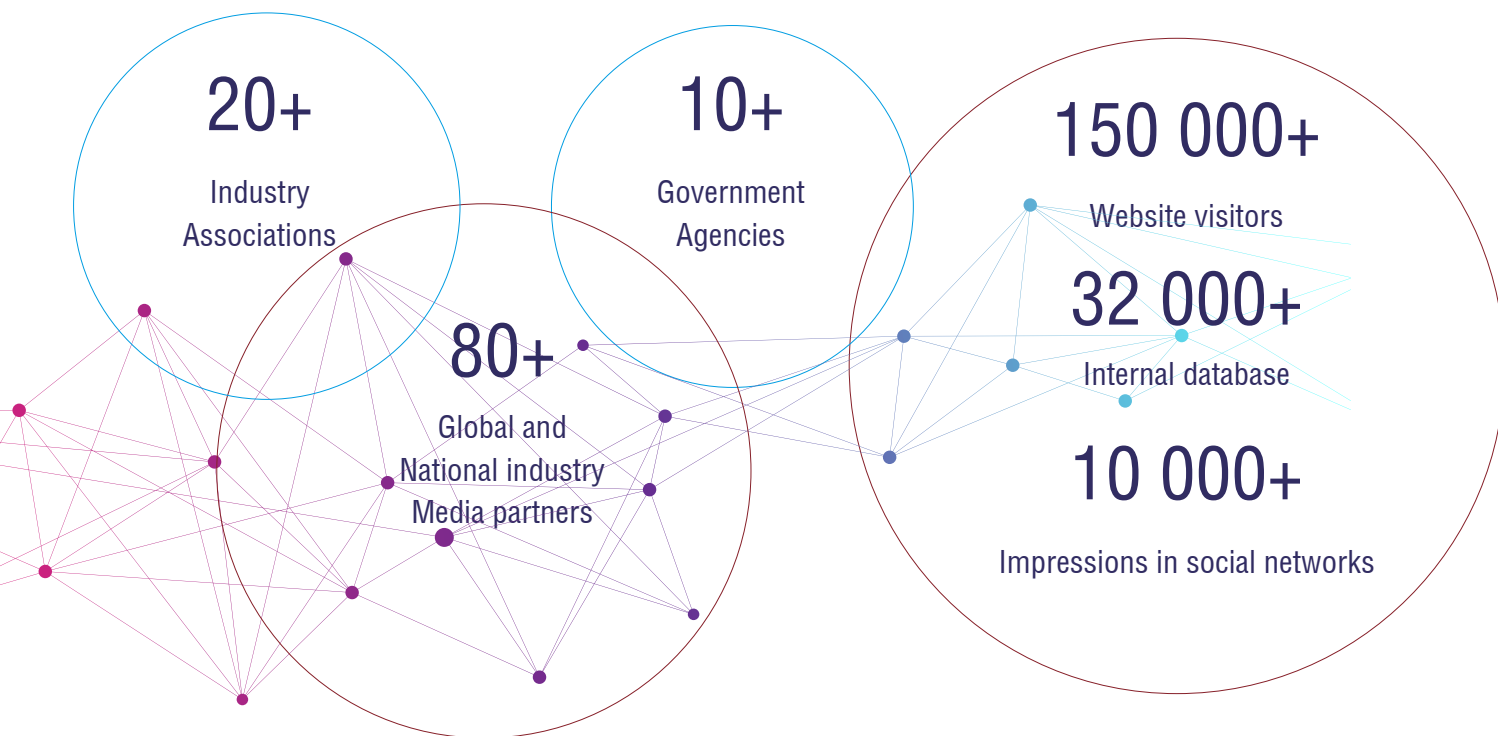 20+
Industry
Associations
10+
Government
Agencies
80+
Global and
National industry
Media partners
150 000+
Website visitors
32 000+
Internal database
10 000+
Impressions in social networks